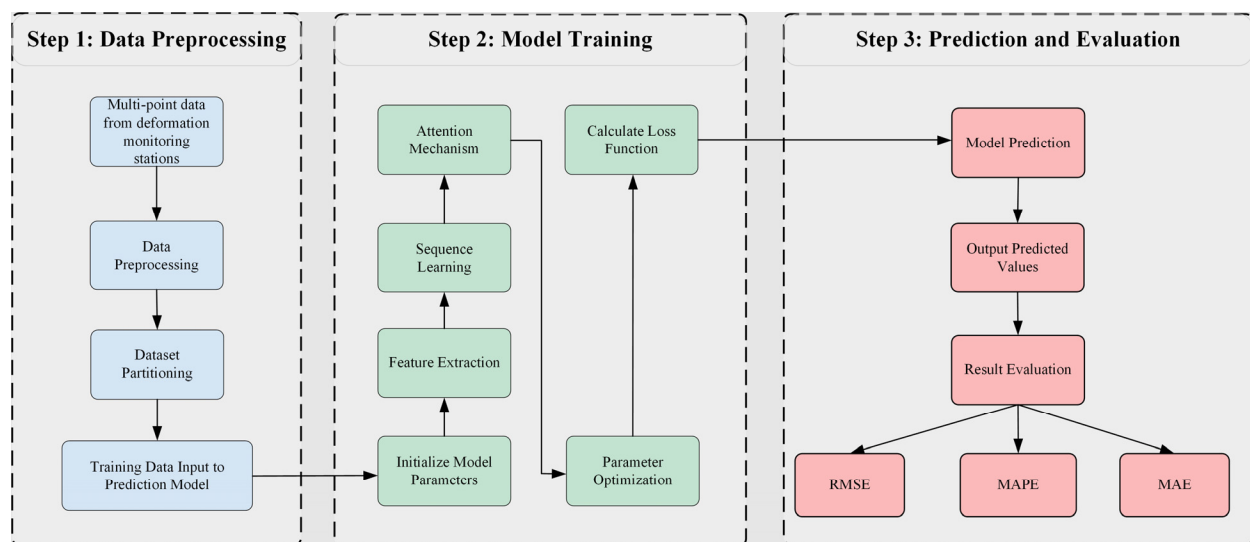 Step 1: Data Preprocessing
Multi-point data
from deformation
monitoring
stations
Data
Preprocessing
Dataset
Partitioning
Training Data Input to
Prediction Model
Step 2: Model Training
Attention
Mechanism
Sequence
Learning
Feature Extraction
Initialize Model
Parameters
Calculate Loss
Function
Parameter
Optimization
Step 3: Prediction and Evaluation
Model Prediction
Output Predicted
Values
Result Evaluation
RMSE
MAPE
MAE